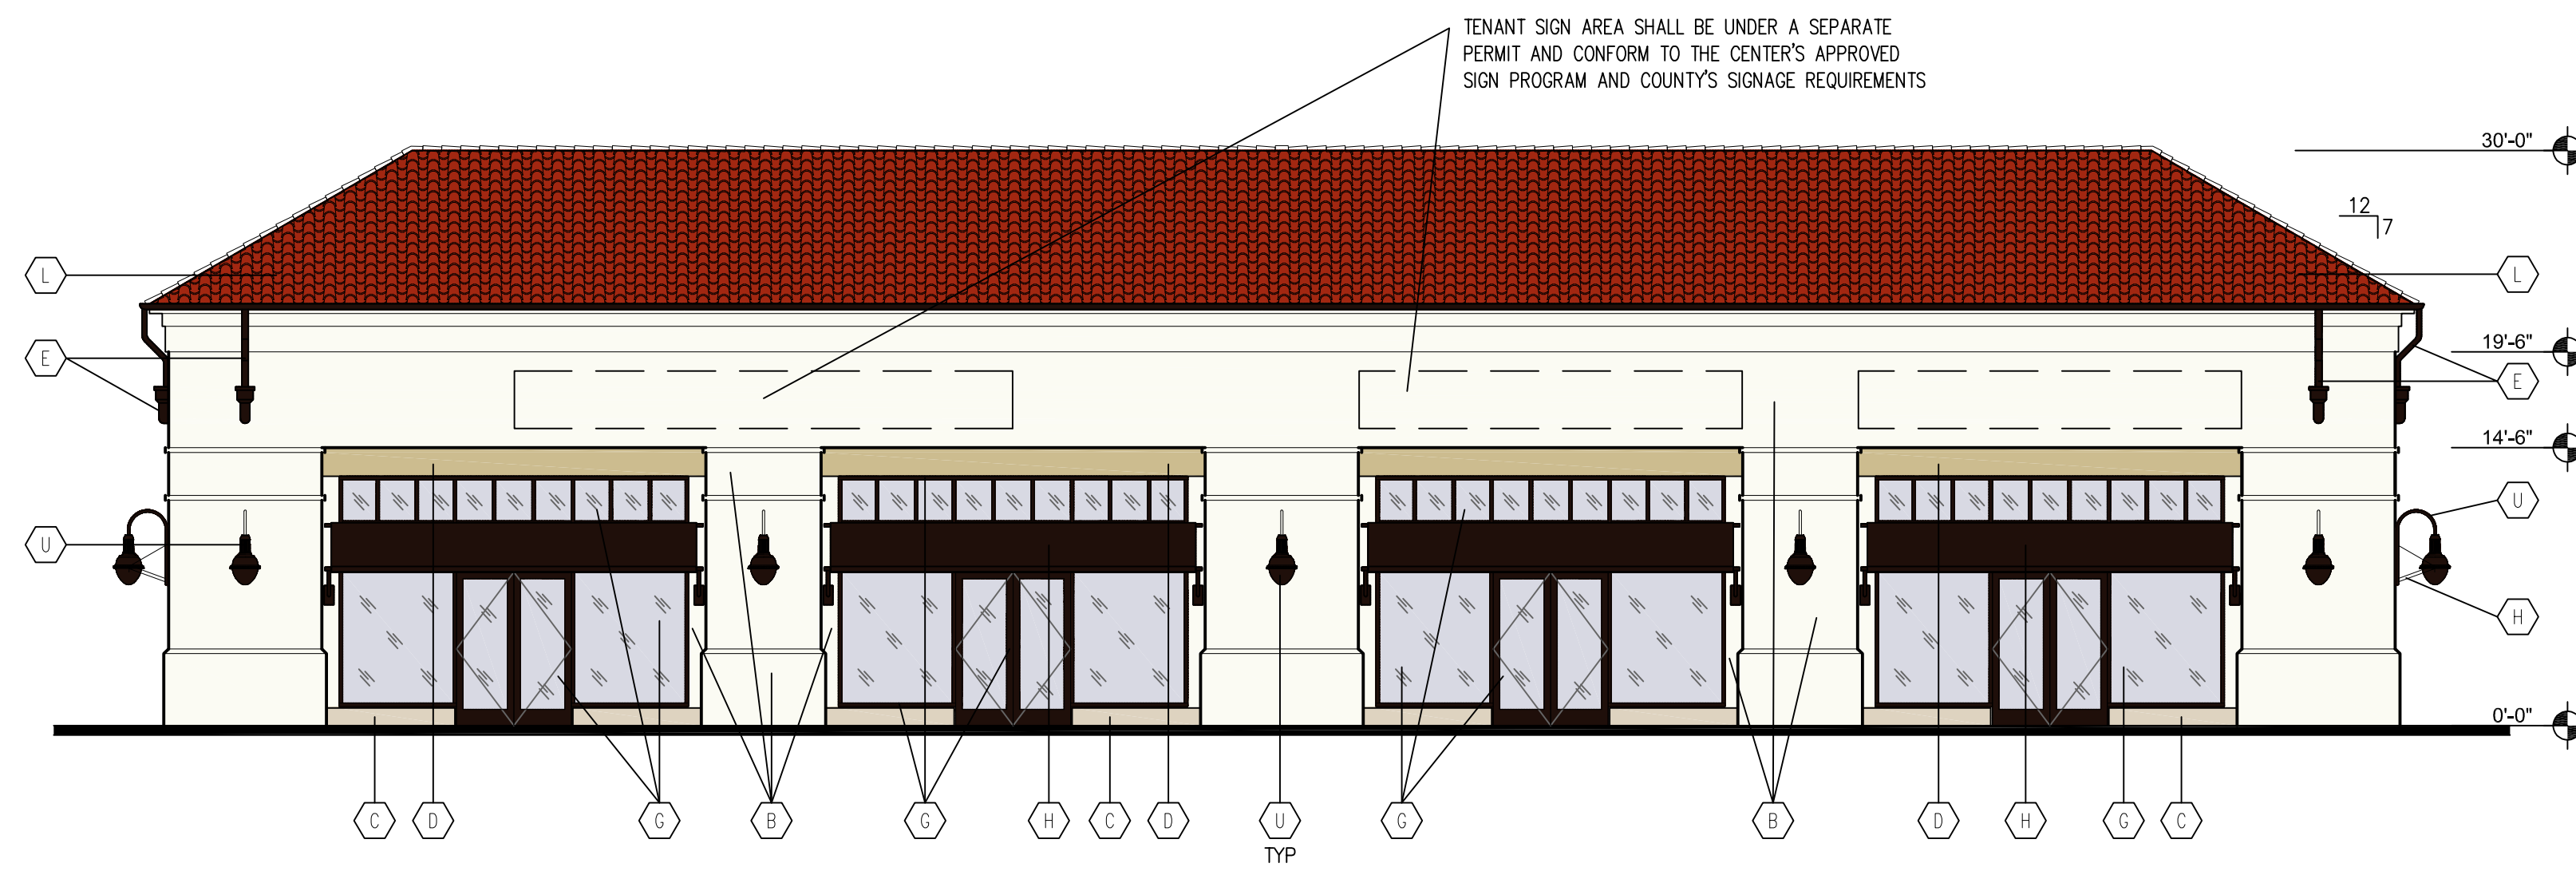 TENANT SIGN AREA SHALL BE UNDER A SEPARATE
PERMIT AND CONFORM TO THE CENTER'S APPROVED
SIGN PROGRAM AND COUNTY'S SIGNAGE REQUIREMENTS
30'-0"
12
7
L
L
E
19'-6"
E
14'-6"
U
U
H
0'-0"
C
D
G
B
G
H
C
D
U
G
B
D
H
G
C
TYP